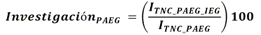 Investigación_PAEG = (I_TNC_PAEG_IEG / I_TNC_PAEG) 100